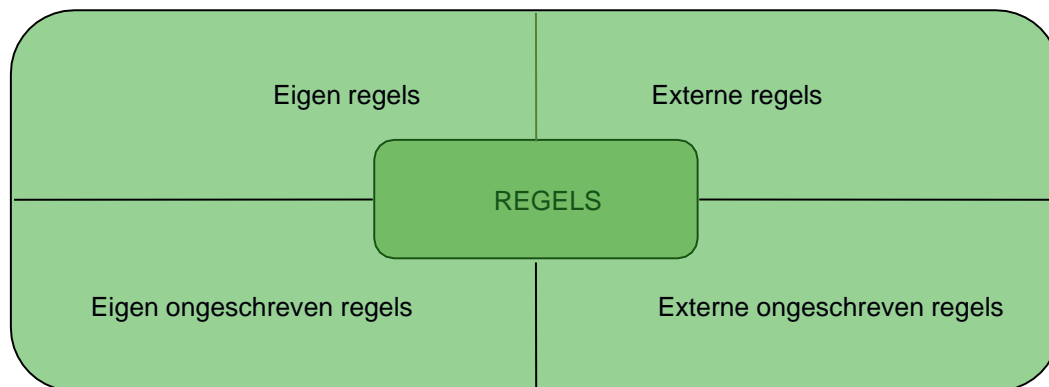 Eigen regels
Externe regels
REGELS
Eigen ongeschreven regels
Externe ongeschreven regels